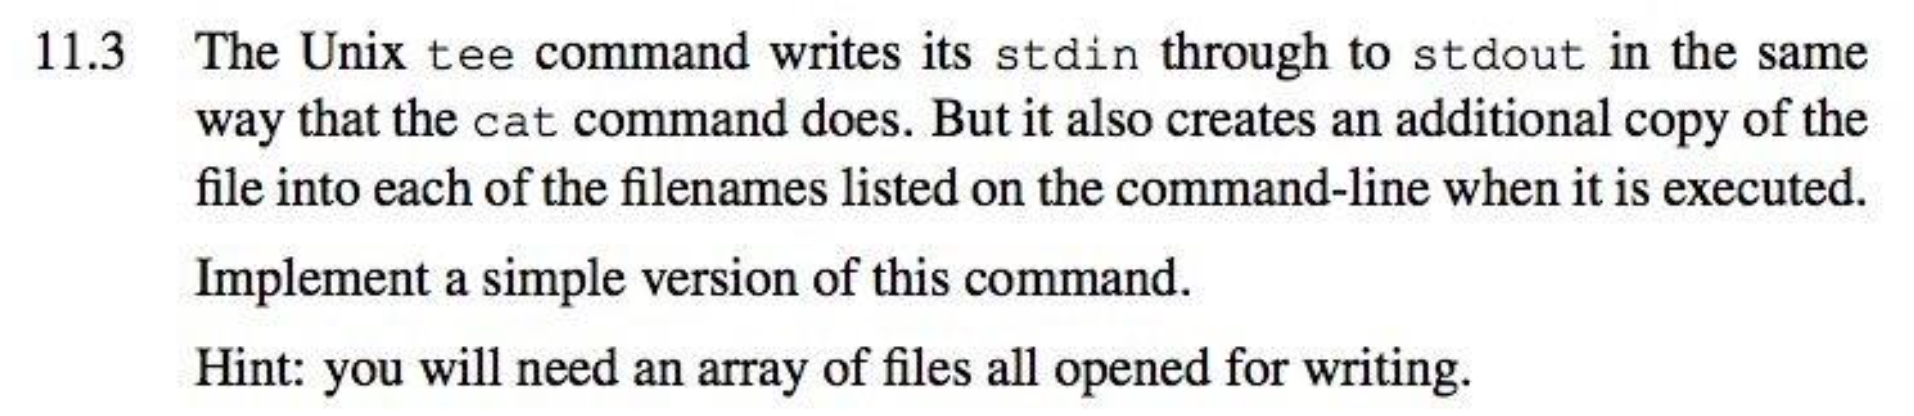 11.3 The Unix tee command writes its stdin through to stdout in the same
way that the cat command does. But it also creates an additional copy of the
file into each of the filenames listed on the command-line when it is executed.
Implement a simple version of this command.
Hint: you will need an array of files all opened for writing.